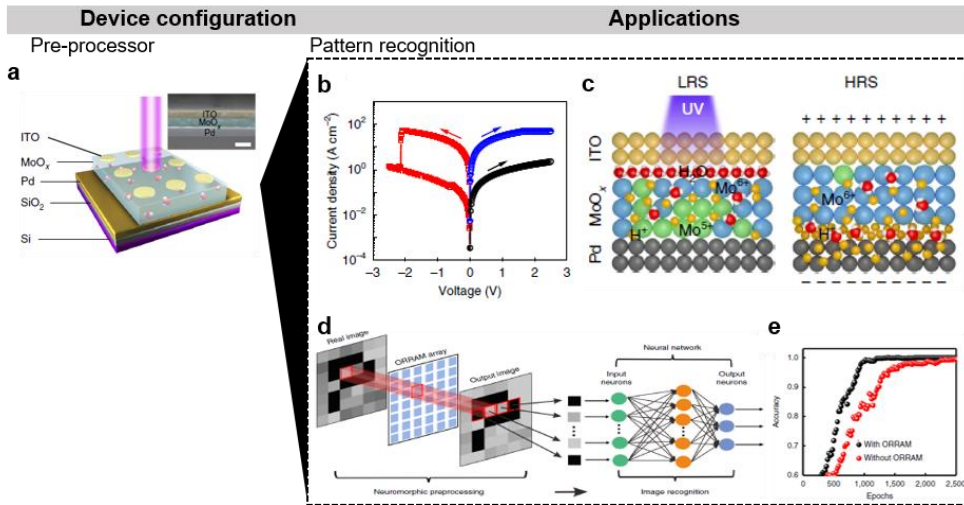 Device configuration
Applications
Pre-processor
Pattern recognition
a
ITO
MoOx
Pd
ITO
MoOx
Pd
SiO2
Si
b
Current density (A cm−2)
10²
10⁰
10−2
10−4
−3
−2
−1
0
1
2
3
Voltage (V)
c
LRS
HRS
UV
+ + + + + + + + + +
ITO
MoOx
Pd
H2O
Mo6+
H+
Mo5+
Mo6+
H+
− − − − − − − − − −
d
Real image
ORRAM array
Output image
Neural network
Input neurons
Output neurons
Neuromorphic preprocessing
Image recognition
e
Accuracy
1.0
0.9
0.8
0.7
0.6
With ORRAM
Without ORRAM
0
500
1,000
1,500
2,000
2,500
Epochs